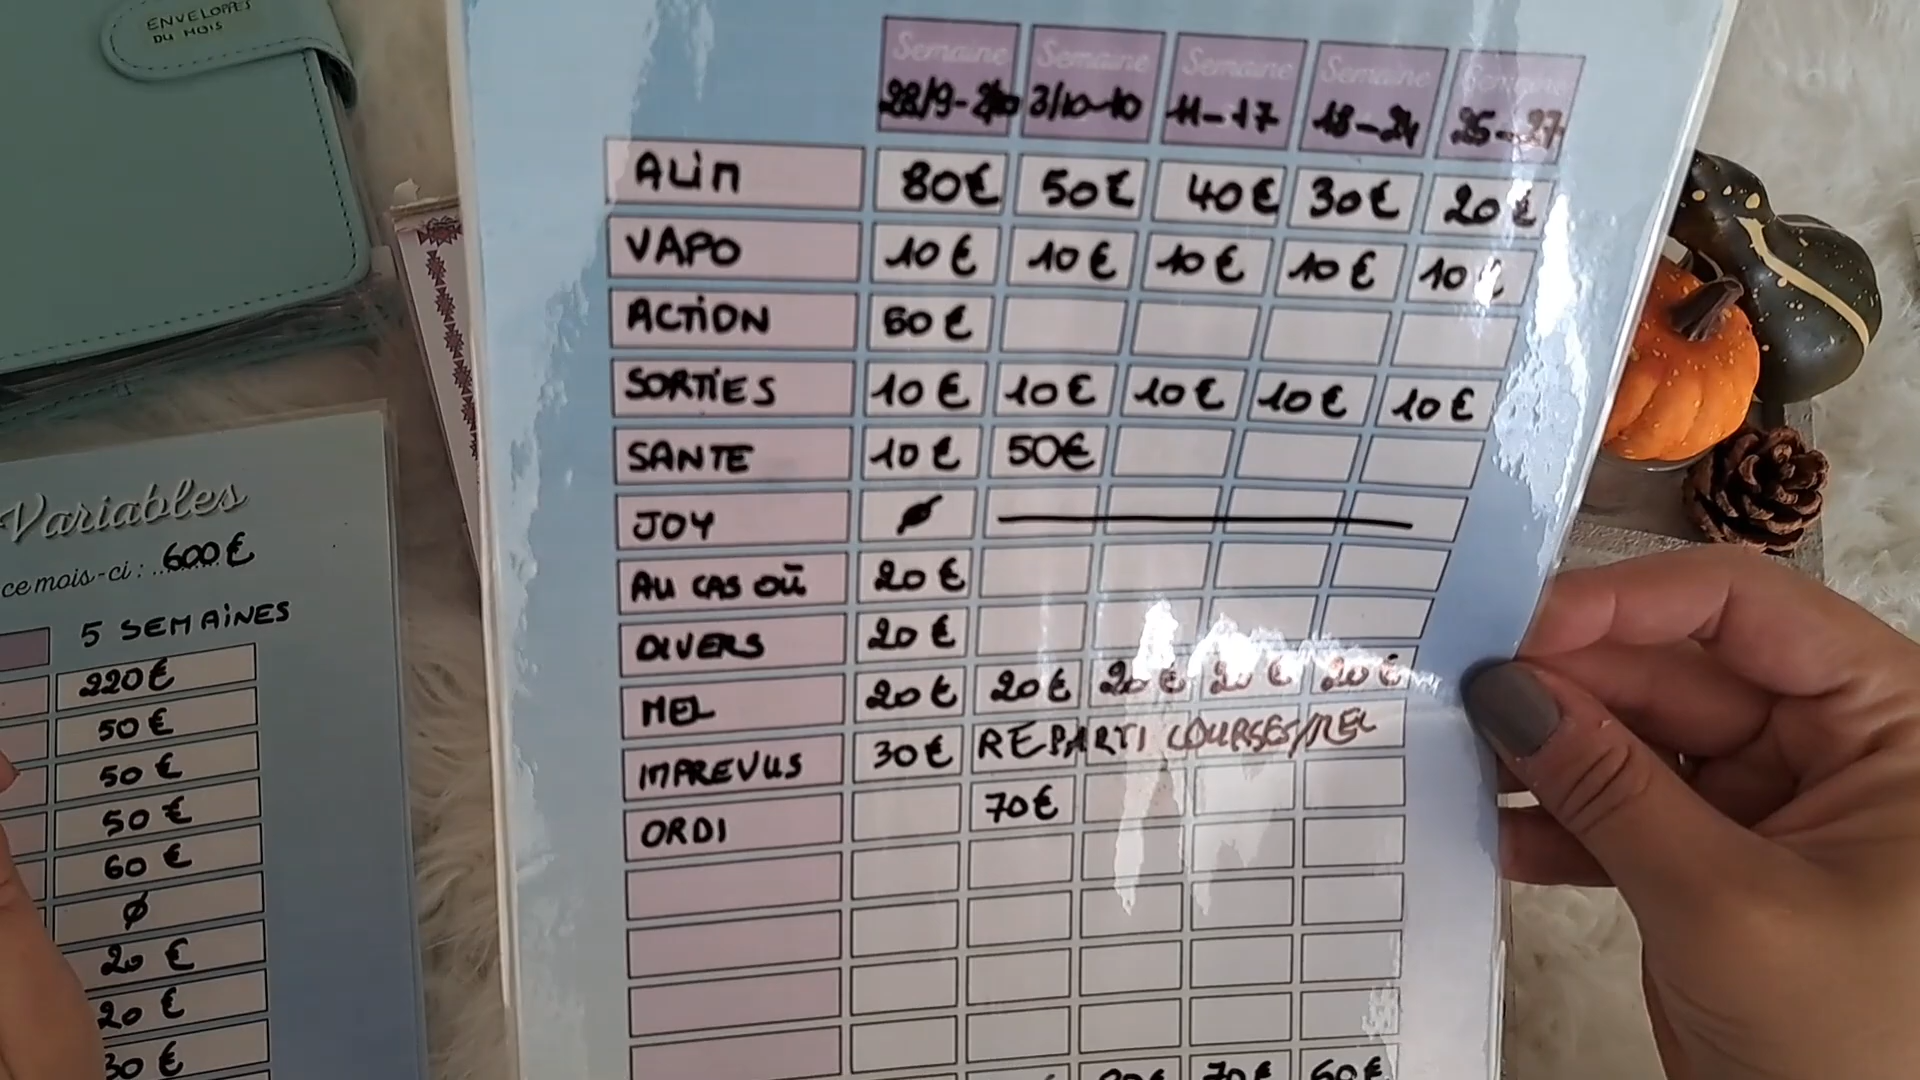 ENVELOPPES
DU MOIS
Semaine Semaine Semaine Semaine Semaine
28/9-2/10 3/10-10 11-17 18-24 25-27
ALIM 80€ 50€ 40€ 30€ 20€
VAPO 10€ 10€ 10€ 10€ 10€
ACTION 50€
SORTIES 10€ 10€ 10€ 10€ 10€
SANTE 10€ 50€
JOY ø
AU CAS OÙ 20€
DIVERS 20€
MEL 20€ 20€ 20€ 20€ 20€
IMPREVUS 30€ REPARTI COURSES/MEL
ORDI 70€
70€ 60€
Variables
ce mois-ci : 600€
5 SEMAINES
220€
50€
50€
50€
60€
ø
20€
20€
30€